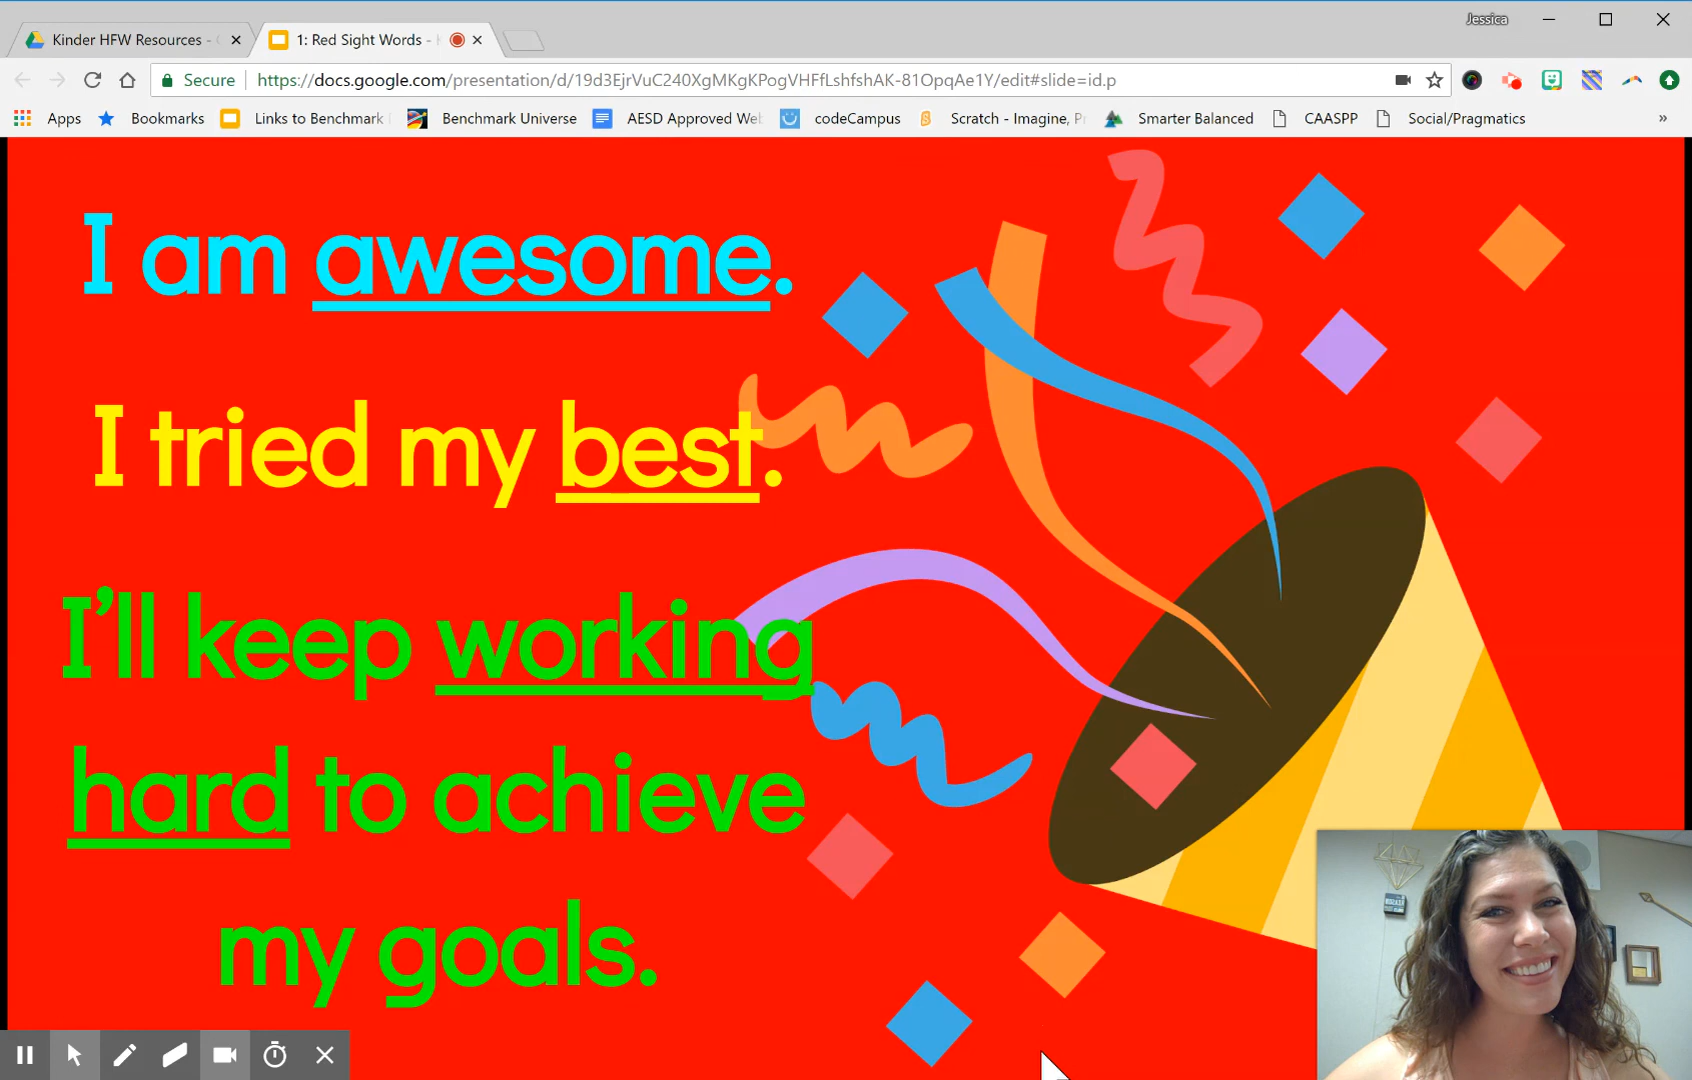 Jessica
Kinder HFW Resources -
1: Red Sight Words -
Secure
https://docs.google.com/presentation/d/19d3EjrVuC240XgMKgKPogVHFfLshfshAK-81OpqAe1Y/edit#slide=id.p
Apps Bookmarks Links to Benchmark Benchmark Universe AESD Approved codeCampus Scratch - Imagine, Smarter Balanced CAASPP Social/Pragmatics »
I am awesome.
I tried my best.
I'll keep working
hard to achieve
my goals.